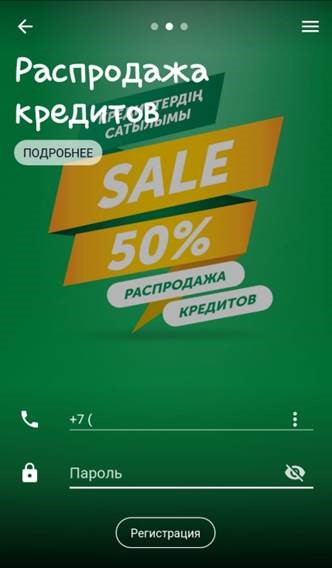 Распродажа
кредитов
ПОДРОБНЕЕ
САТЫЛЫМЫ
SALE
50%
РАСПРОДАЖА
КРЕДИТОВ
+7 (
Пароль
Регистрация